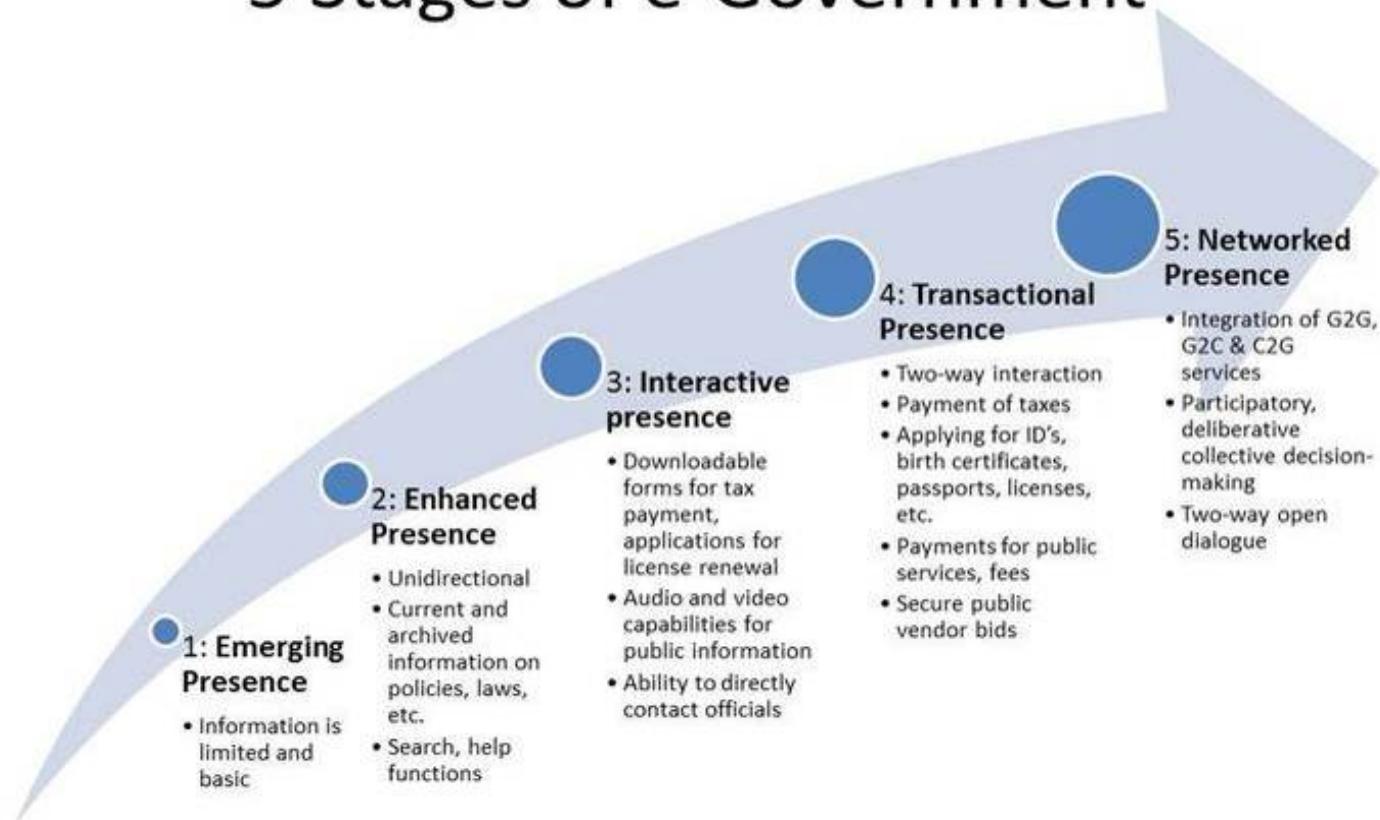 5 Stages of e-Government
1: Emerging
Presence
• Information is
limited and
basic
2: Enhanced
Presence
• Unidirectional
• Current and
archived
information on
policies, laws,
etc.
• Search, help
functions
3: Interactive
presence
• Downloadable
forms for tax
payment,
applications for
license renewal
• Audio and video
capabilities for
public information
• Ability to directly
contact officials
4: Transactional
Presence
• Two-way interaction
• Payment of taxes
• Applying for ID's,
birth certificates,
passports, licenses,
etc.
• Payments for public
services, fees
• Secure public
vendor bids
5: Networked
Presence
• Integration of G2G,
G2C & C2G
services
• Participatory,
deliberative
collective decision-
making
• Two-way open
dialogue